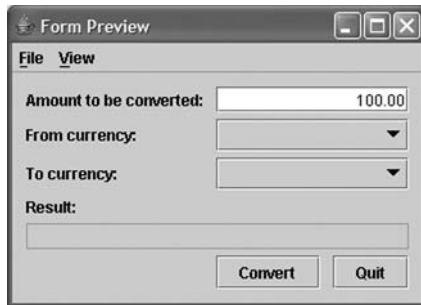 Form Preview
File View
Amount to be converted: 100.00
From currency:
To currency:
Result:
Convert Quit